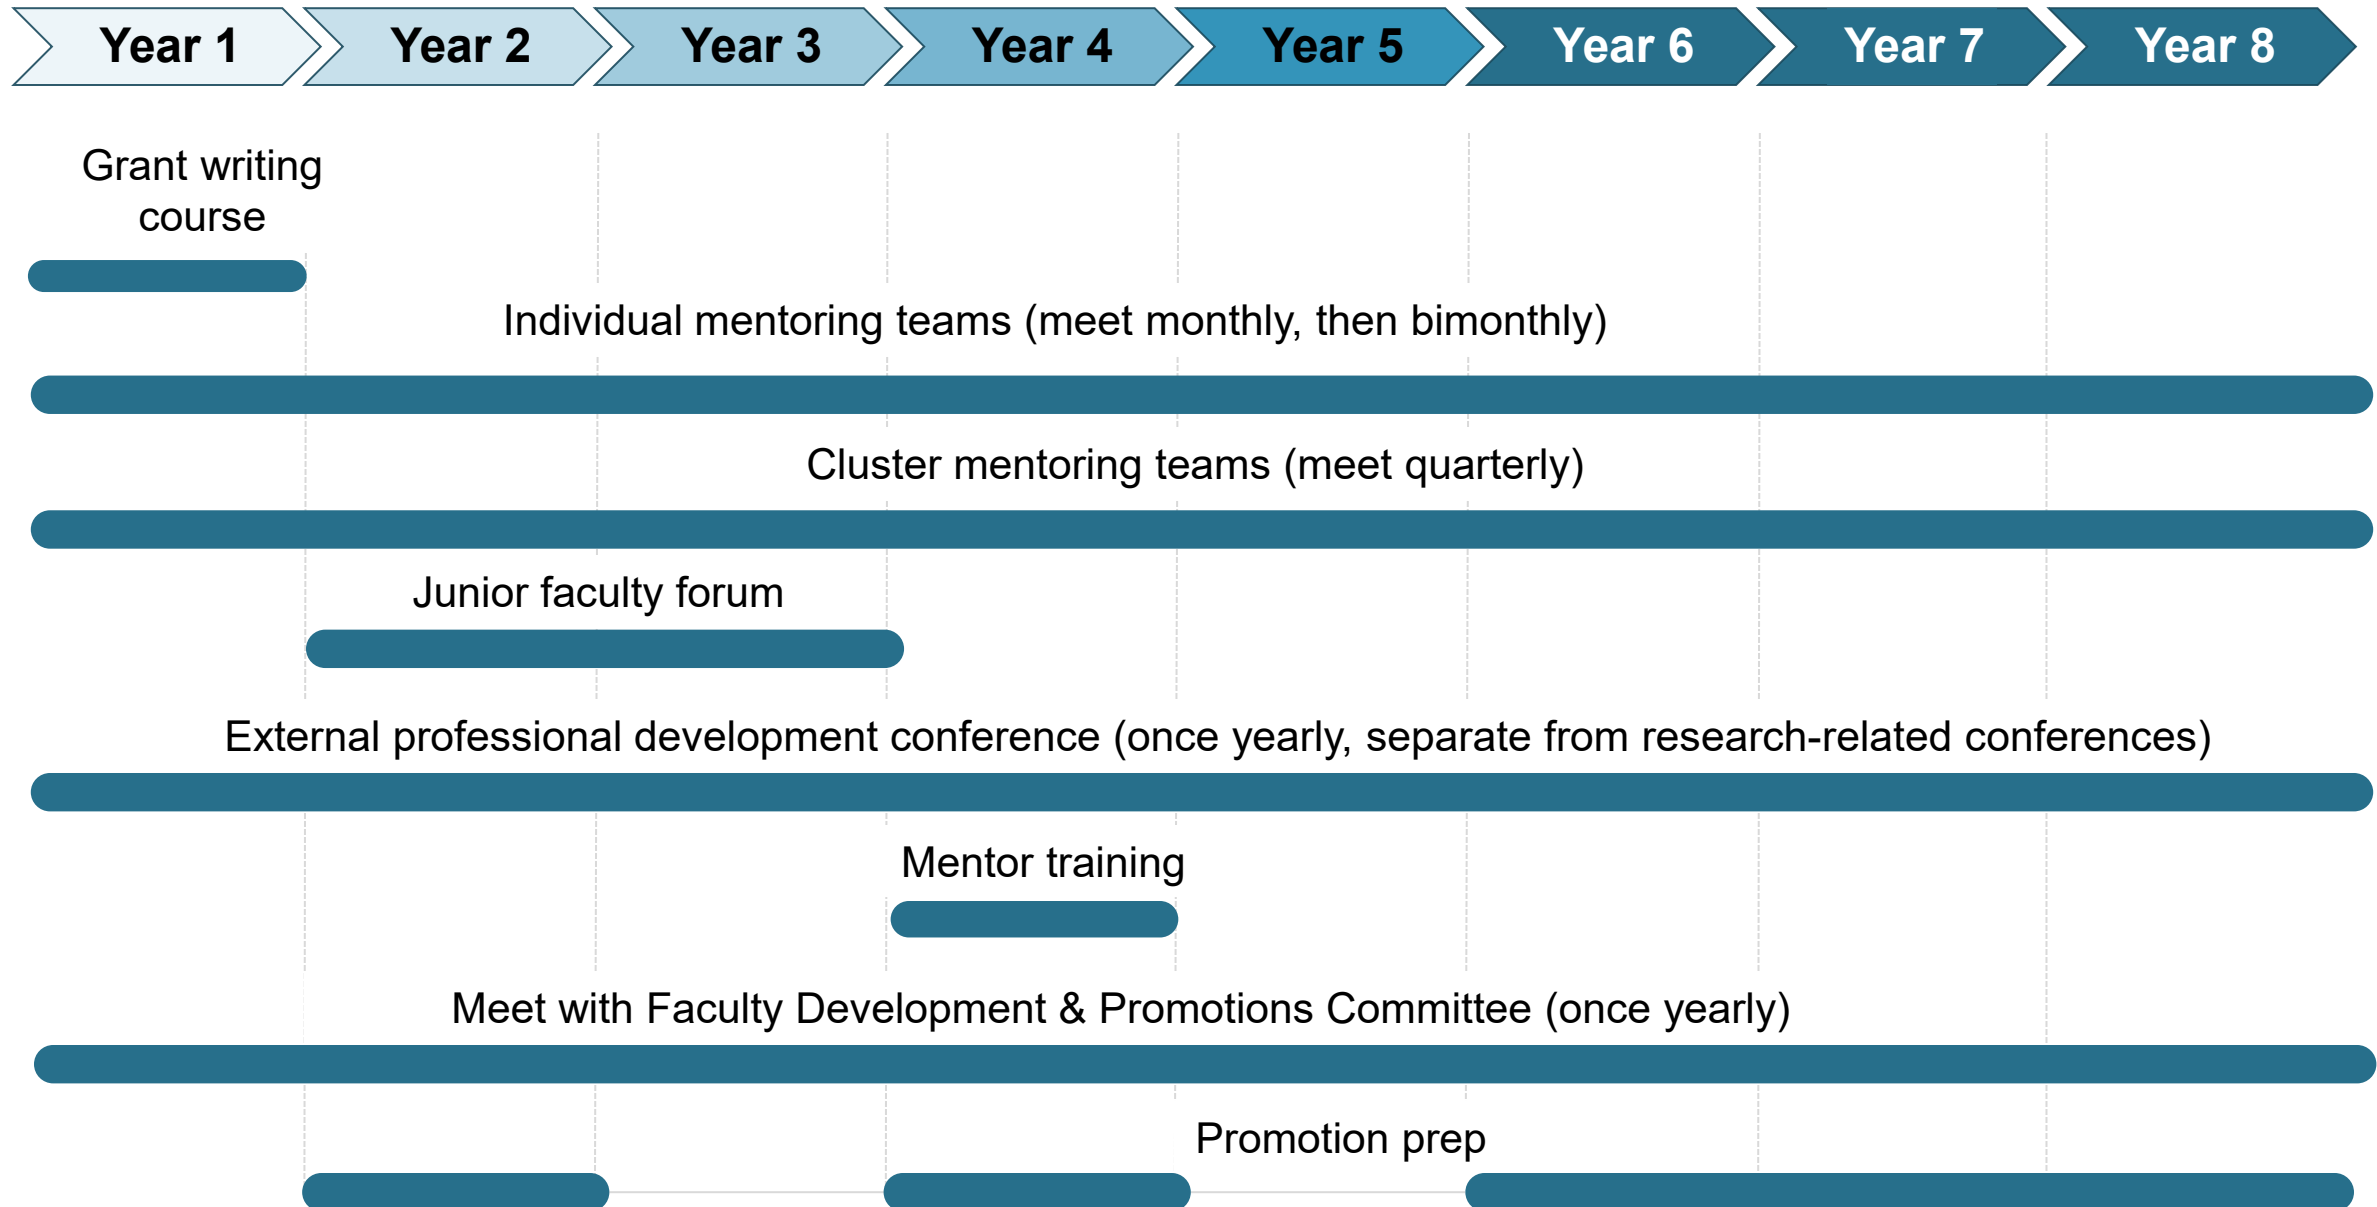 Year 1 Year 2 Year 3 Year 4 Year 5 Year 6 Year 7 Year 8
Grant writing
course
Individual mentoring teams (meet monthly, then bimonthly)
Cluster mentoring teams (meet quarterly)
Junior faculty forum
External professional development conference (once yearly, separate from research-related conferences)
Mentor training
Meet with Faculty Development & Promotions Committee (once yearly)
Promotion prep